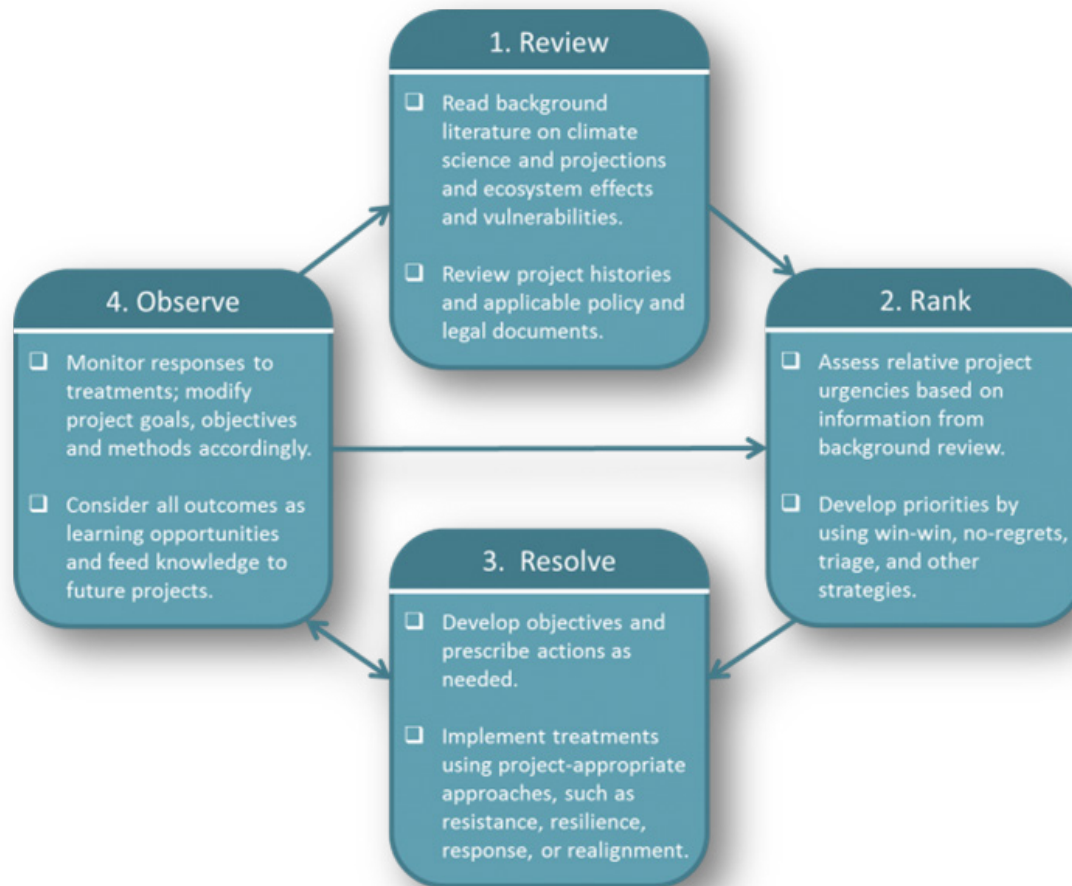 1. Review
❑ Read background
literature on climate
science and projections
and ecosystem effects
and vulnerabilities.
❑ Review project histories
and applicable policy and
legal documents.
2. Rank
❑ Assess relative project
urgencies based on
information from
background review.
❑ Develop priorities by
using win-win, no-regrets,
triage, and other
strategies.
3. Resolve
❑ Develop objectives and
prescribe actions as
needed.
❑ Implement treatments
using project-appropriate
approaches, such as
resistance, resilience,
response, or realignment.
4. Observe
❑ Monitor responses to
treatments; modify
project goals, objectives
and methods accordingly.
❑ Consider all outcomes as
learning opportunities
and feed knowledge to
future projects.